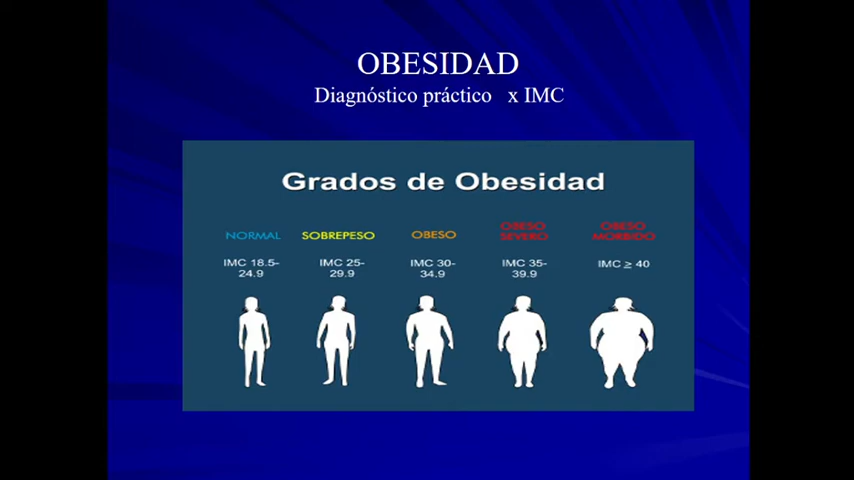 OBESIDAD
Diagnóstico práctico x IMC
Grados de Obesidad
NORMAL SOBREPESO OBESO OBESO SEVERO OBESO MORBIDO
IMC 18.5-24.9 IMC 25-29.9 IMC 30-34.9 IMC 35-39.9 IMC ≥ 40